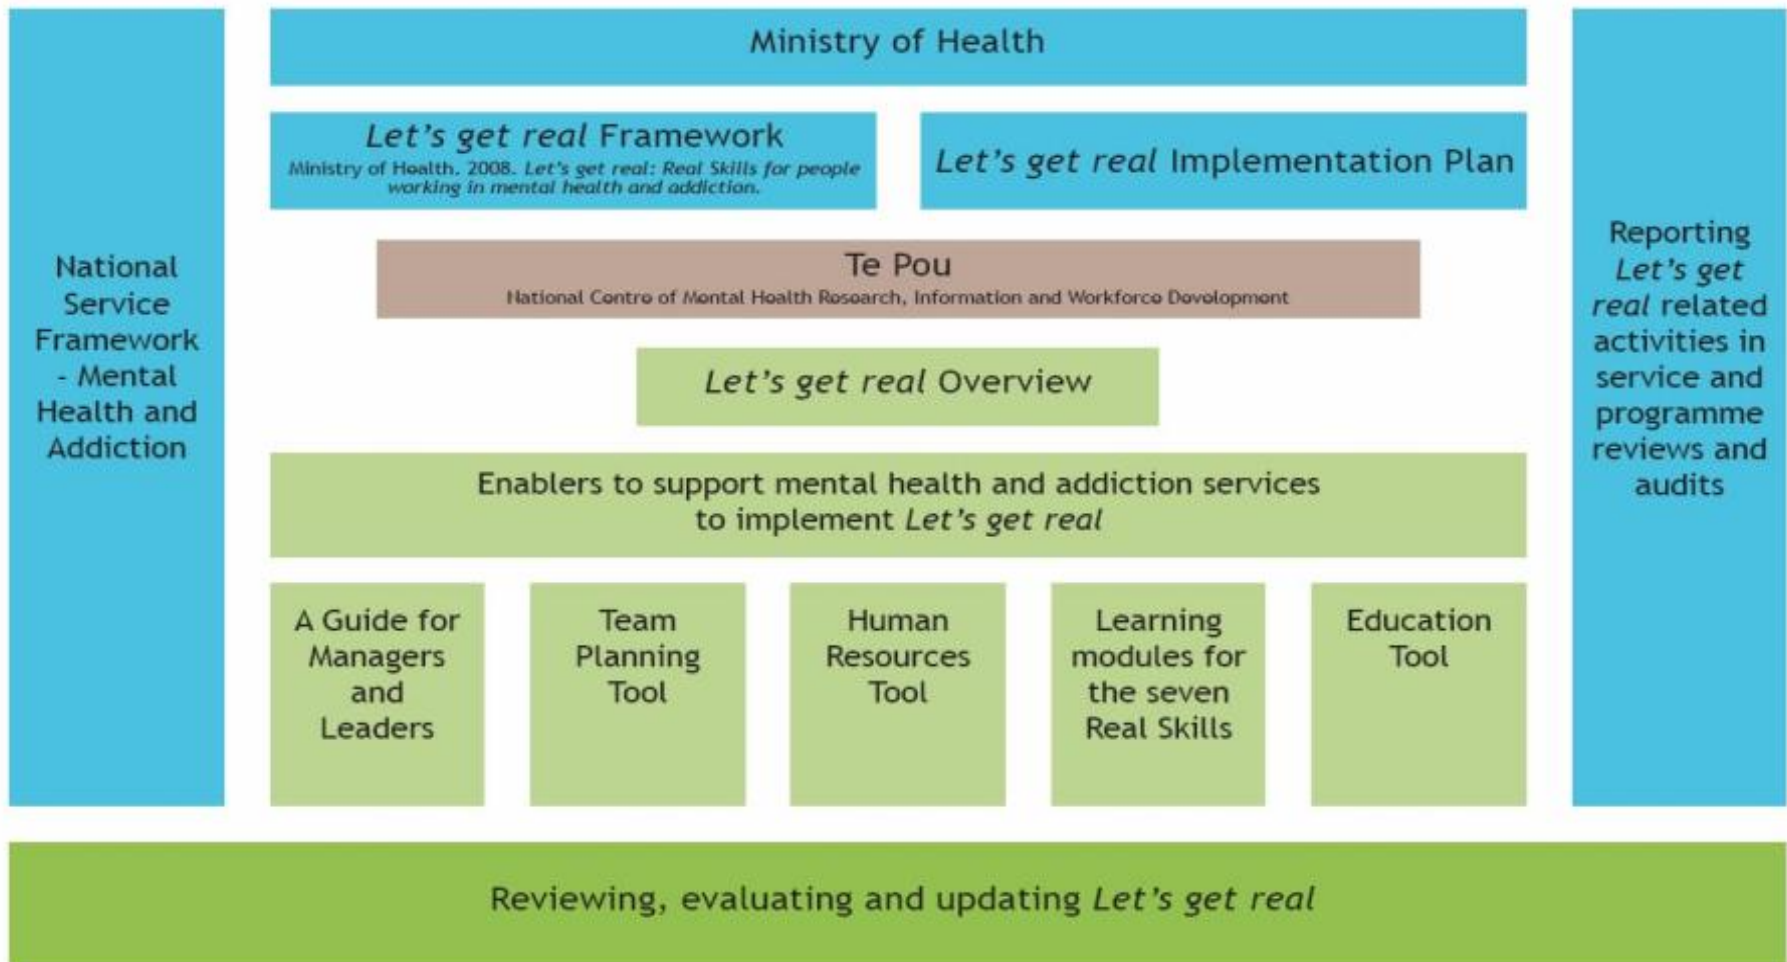 National
Service
Framework
- Mental
Health and
Addiction
Ministry of Health
Let's get real Framework
Ministry of Health. 2008. Let's get real: Real Skills for people
working in mental health and addiction.
Let's get real Implementation Plan
Te Pou
National Centre of Mental Health Research, Information and Workforce Development
Let's get real Overview
Enablers to support mental health and addiction services
to implement Let's get real
A Guide for
Managers
and
Leaders
Team
Planning
Tool
Human
Resources
Tool
Learning
modules for
the seven
Real Skills
Education
Tool
Reporting
Let's get
real related
activities in
service and
programme
reviews and
audits
Reviewing, evaluating and updating Let's get real